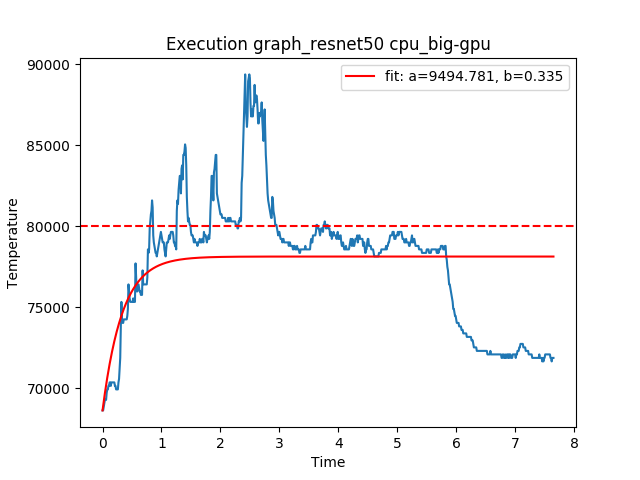 Execution graph_resnet50 cpu_big-gpu
fit: a=9494.781, b=0.335
Temperature
90000
85000
80000
75000
70000
0 1 2 3 4 5 6 7 8
Time